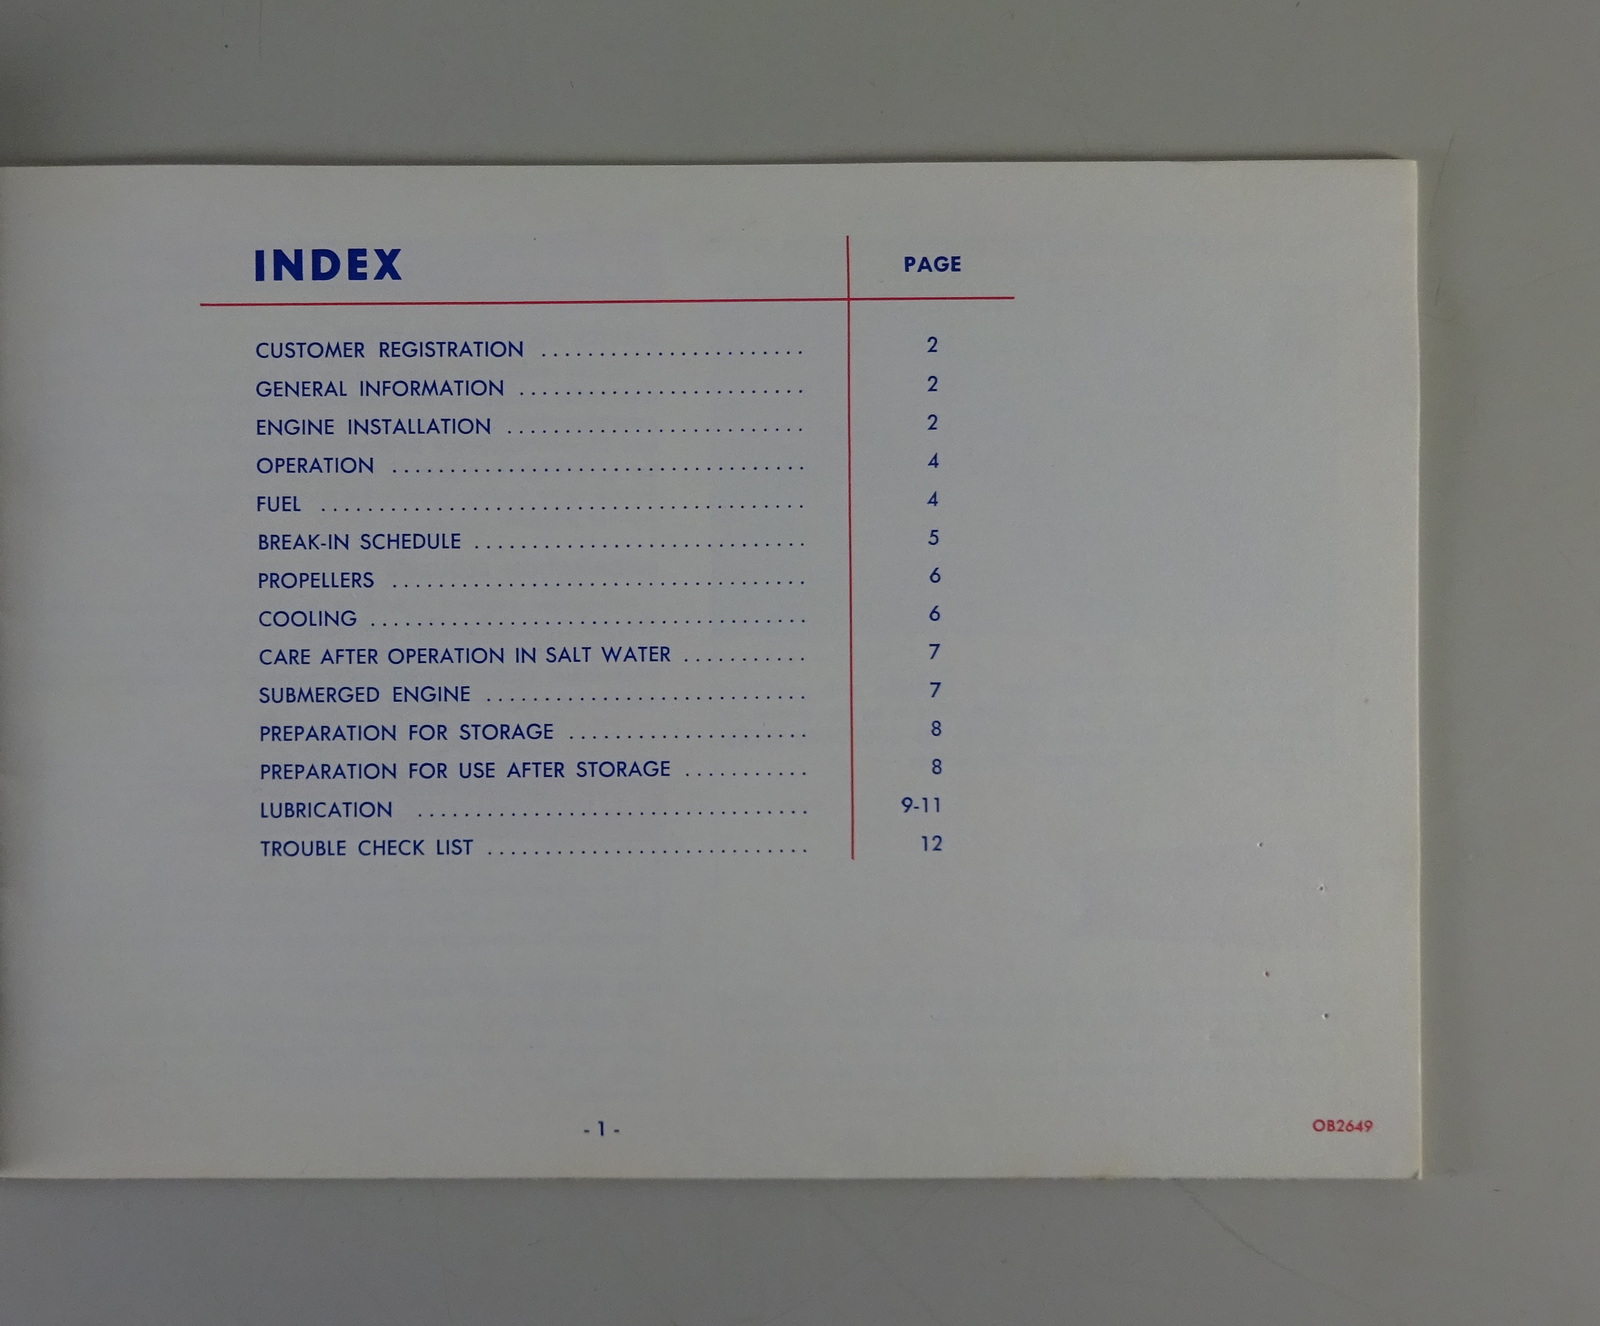 INDEX PAGE
CUSTOMER REGISTRATION ....................... 2
GENERAL INFORMATION ......................... 2
ENGINE INSTALLATION .......................... 2
OPERATION .................................... 4
FUEL .......................................... 4
BREAK-IN SCHEDULE ............................. 5
PROPELLERS .................................... 6
COOLING ...................................... 6
CARE AFTER OPERATION IN SALT WATER ........... 7
SUBMERGED ENGINE ............................ 7
PREPARATION FOR STORAGE ..................... 8
PREPARATION FOR USE AFTER STORAGE ........... 8
LUBRICATION .................................. 9-11
TROUBLE CHECK LIST ............................ 12
- 1 -
OB2649